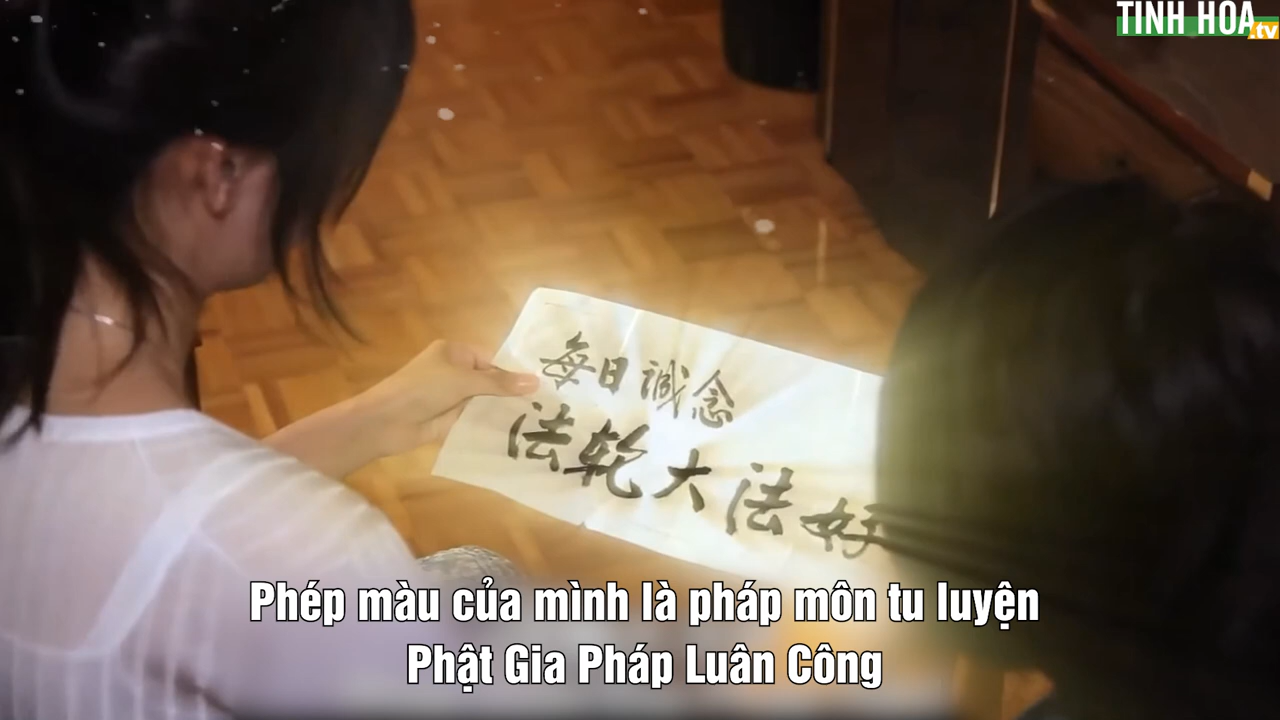 TINH HOA
.tv
每日诚念
法轮大法好
Phép màu của mình là pháp môn tu luyện
Phật Gia Pháp Luân Công